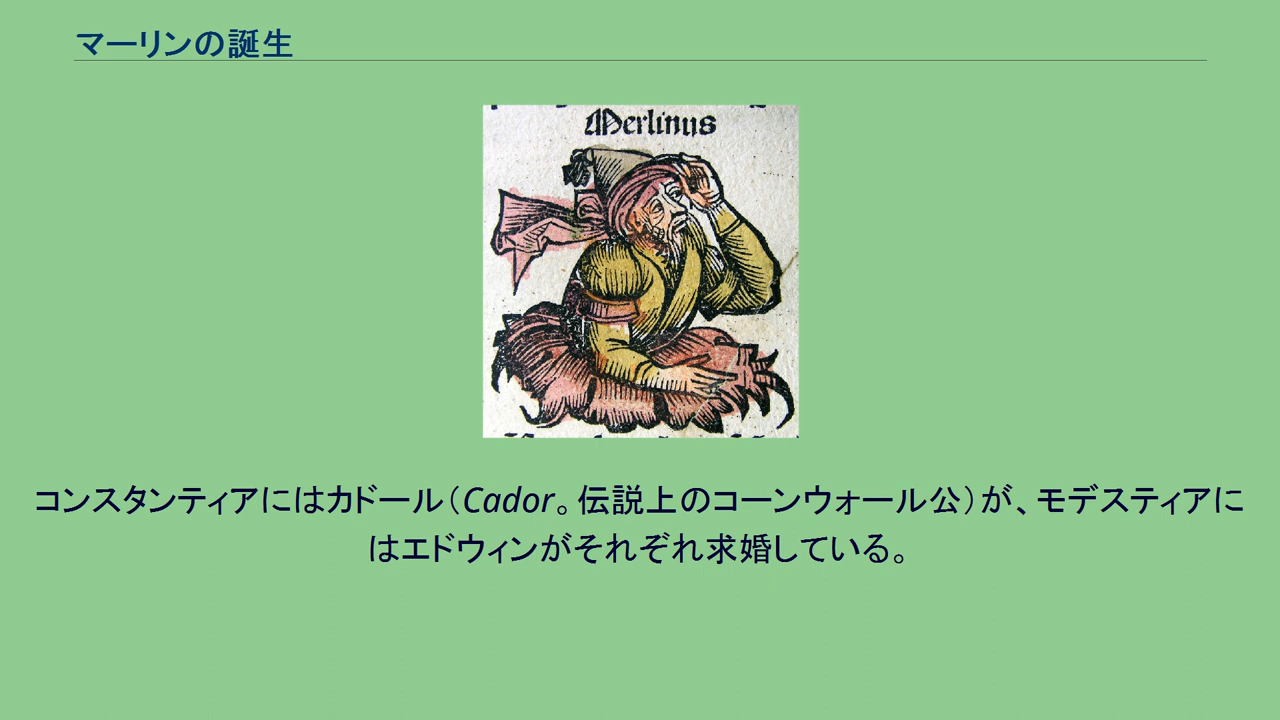 マーリンの誕生
Merlinus
コンスタンティアにはカドール（Cador。伝説上のコーンウォール公）が、モデスティアに
はエドウィンがそれぞれ求婚している。